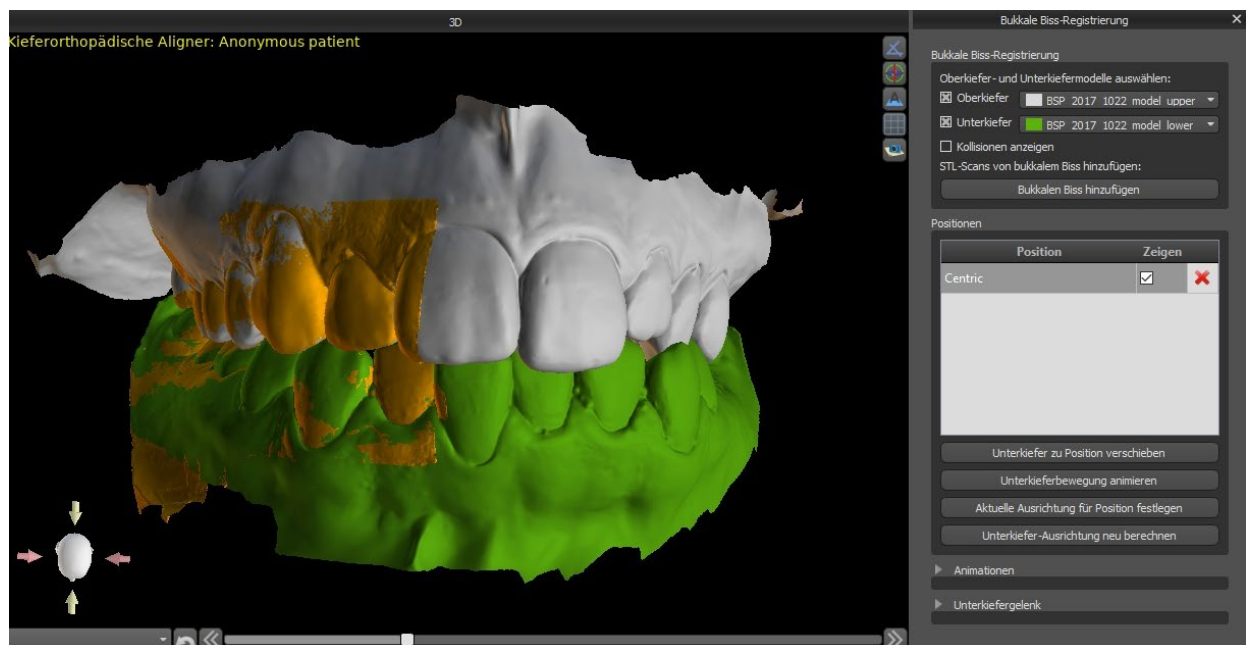 3D
Kieferorthopädische Aligner: Anonymous patient
Bukkale Biss-Registrierung
Bukkale Biss-Registrierung
Oberkiefer- und Unterkiefermodelle auswählen:
Oberkiefer BSP 2017 1022 model upper
Unterkiefer BSP 2017 1022 model lower
Kollisionen anzeigen
STL-Scans von bukkalem Biss hinzufügen:
Bukkalen Biss hinzufügen
Positionen
Position Zeigen
Centric
Unterkiefer zu Position verschieben
Unterkieferbewegung animieren
Aktuelle Ausrichtung für Position festlegen
Unterkiefer-Ausrichtung neu berechnen
Animationen
Unterkiefergelenk